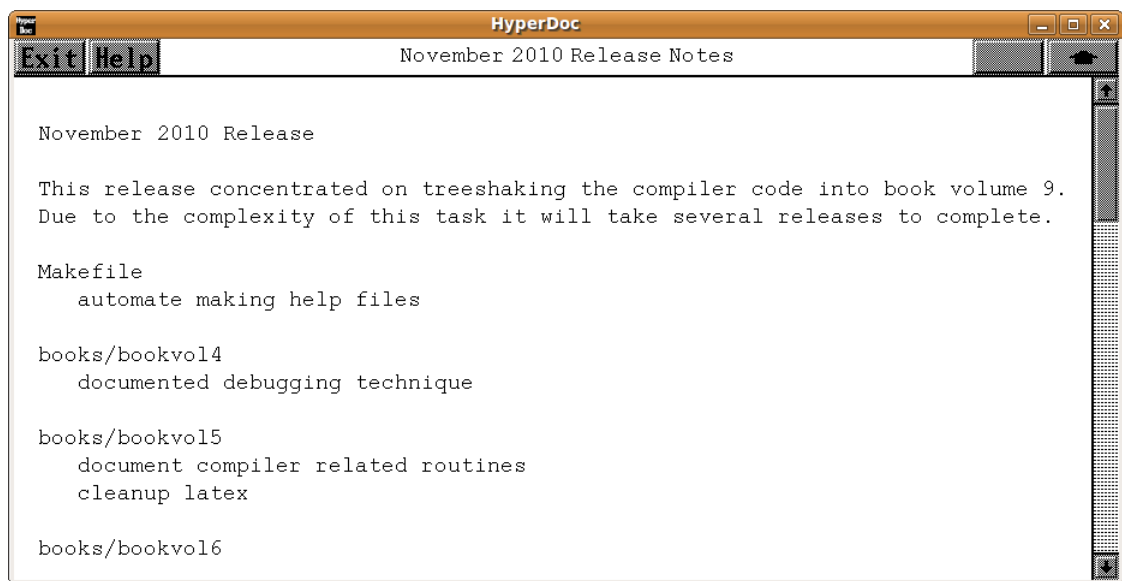 Hyper Doc
HyperDoc
Exit Help
November 2010 Release Notes
November 2010 Release
This release concentrated on treeshaking the compiler code into book volume 9.
Due to the complexity of this task it will take several releases to complete.
Makefile
automate making help files
books/bookvol4
documented debugging technique
books/bookvol5
document compiler related routines
cleanup latex
books/bookvol6